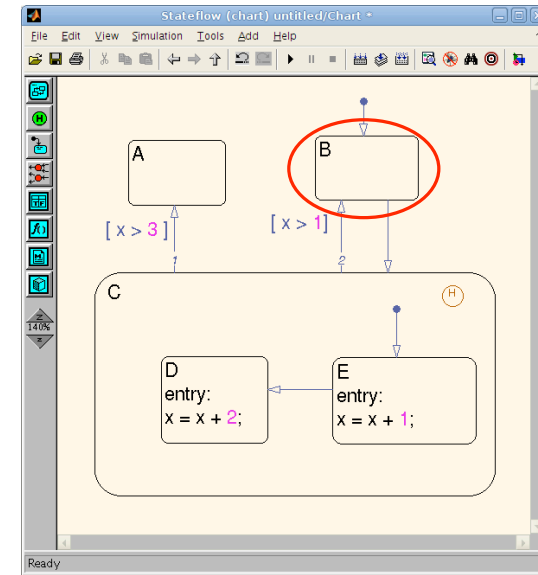 Stateflow (chart) untitled/Chart *
File Edit View Simulation Tools Add Help
A
B
[ x > 3 ]
[ x > 1]
1
2
C
H
D
entry:
x = x + 2;
E
entry:
x = x + 1;
140%
Ready